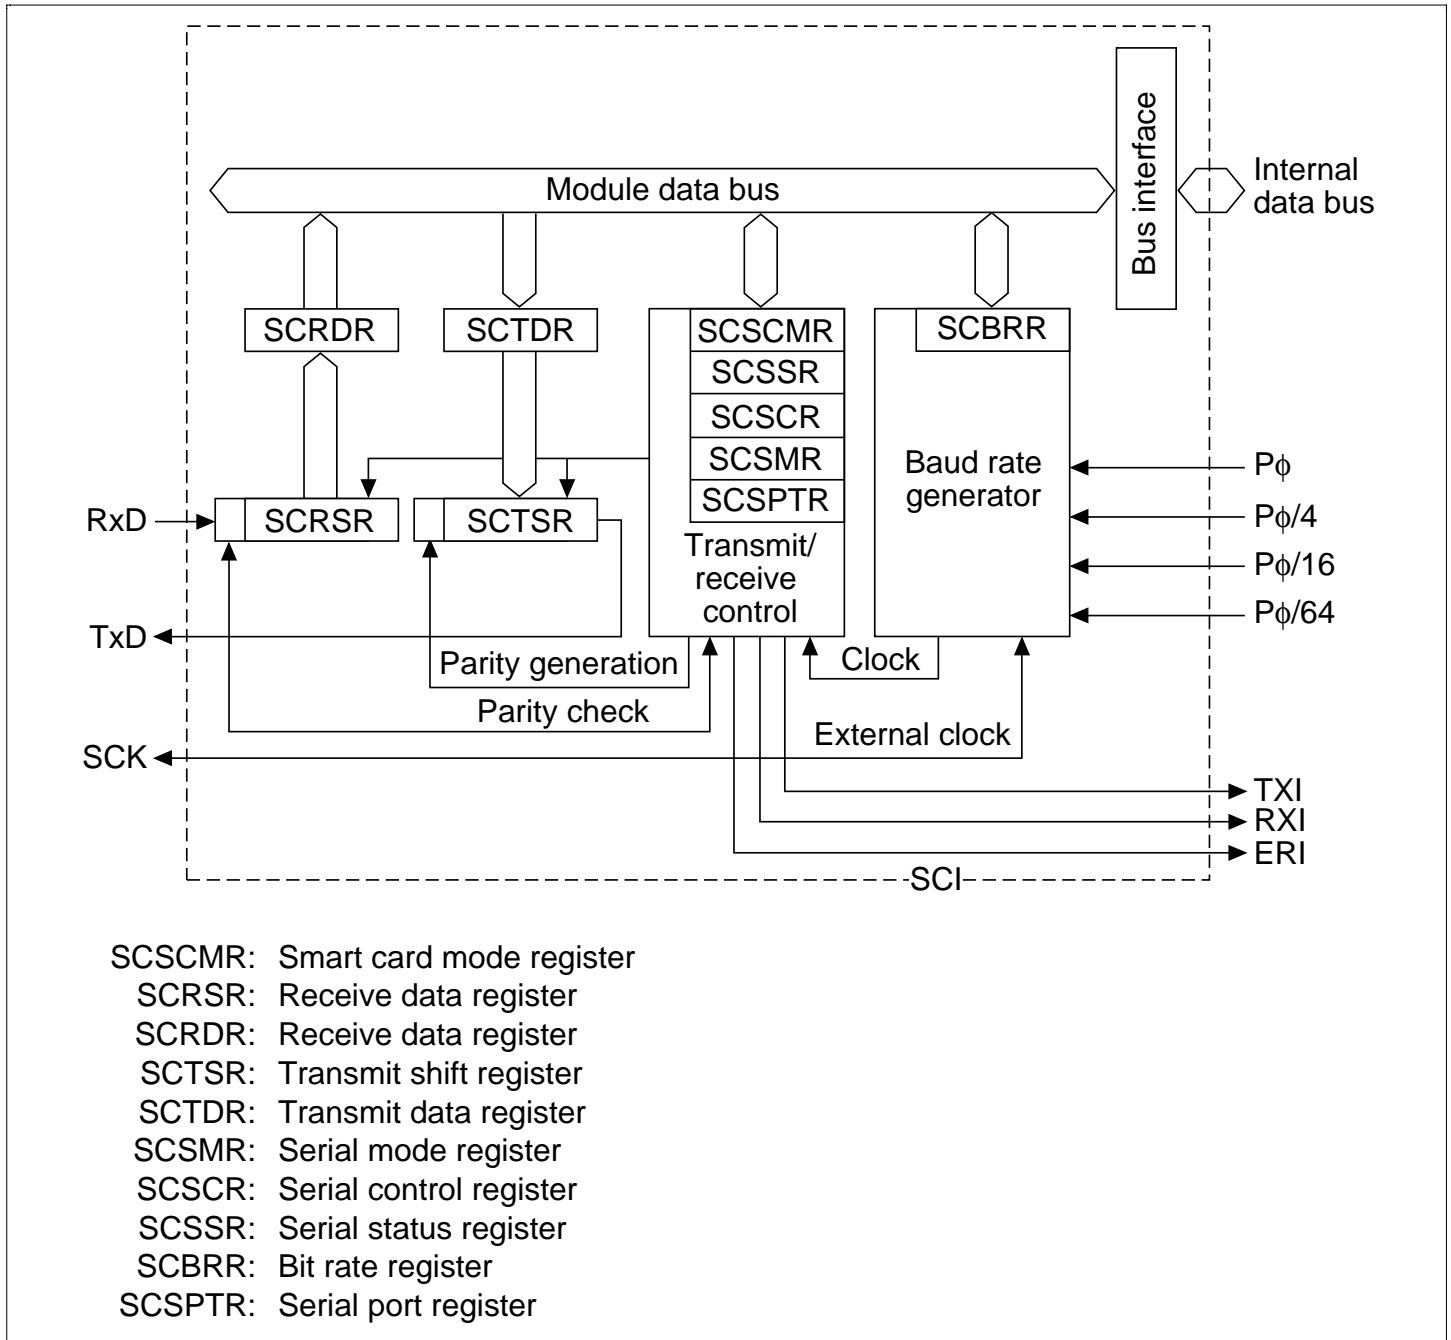 Bus interface
Internal
data bus
Module data bus
SCRDR
SCTDR
SCSCMR
SCBRR
SCSSR
SCSCR
SCSMR
SCSPTR
Baud rate
generator
Pϕ
Pϕ/4
Pϕ/16
Pϕ/64
RxD
SCRSR
SCTSR
Transmit/
receive
control
TxD
Parity generation
Clock
Parity check
External clock
SCK
TXI
RXI
ERI
SCI
SCSCMR: Smart card mode register
SCRSR: Receive data register
SCRDR: Receive data register
SCTSR: Transmit shift register
SCTDR: Transmit data register
SCSMR: Serial mode register
SCSCR: Serial control register
SCSSR: Serial status register
SCBRR: Bit rate register
SCSPTR: Serial port register